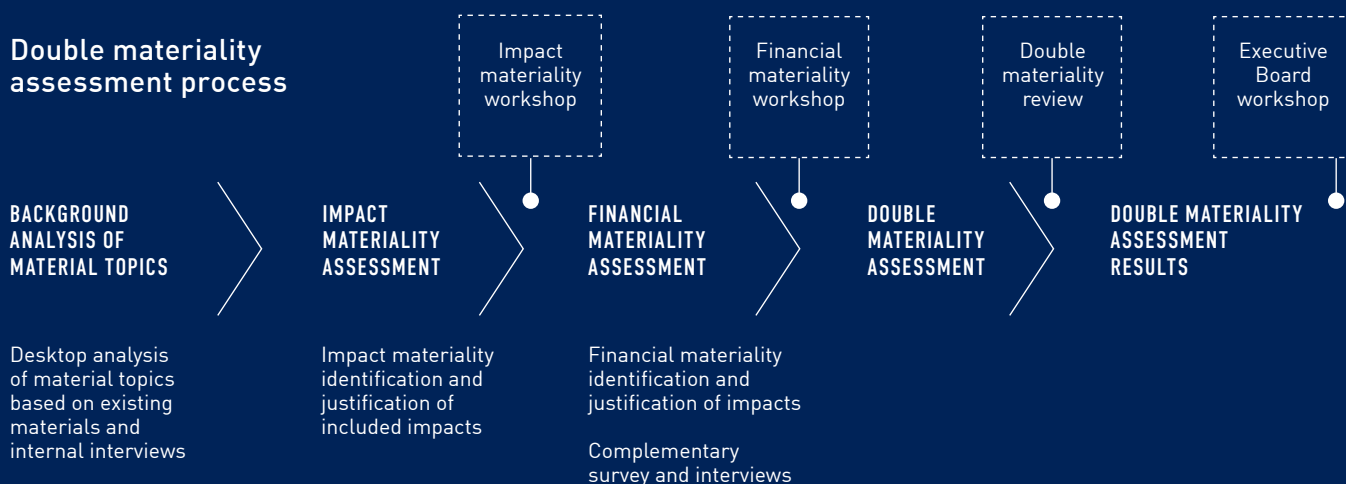 Double materiality
assessment process
Impact
materiality
workshop
Financial
materiality
workshop
Double
materiality
review
Executive
Board
workshop
BACKGROUND
ANALYSIS OF
MATERIAL TOPICS
IMPACT
MATERIALITY
ASSESSMENT
FINANCIAL
MATERIALITY
ASSESSMENT
DOUBLE
MATERIALITY
ASSESSMENT
DOUBLE MATERIALITY
ASSESSMENT
RESULTS
Desktop analysis
of material topics
based on existing
materials and
internal interviews
Impact materiality
identification and
justification of
included impacts
Financial materiality
identification and
justification of impacts
Complementary
survey and interviews